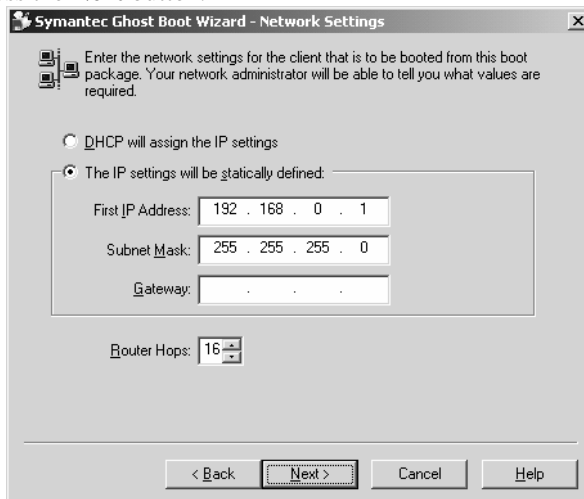 Symantec Ghost Boot Wizard - Network Settings
Enter the network settings for the client that is to be booted from this boot
package. Your network administrator will be able to tell you what values are
required.
DHCP will assign the IP settings
The IP settings will be statically defined:
First IP Address: 192 . 168 . 0 . 1
Subnet Mask: 255 . 255 . 255 . 0
Gateway: . . .
Router Hops: 16
< Back Next > Cancel Help